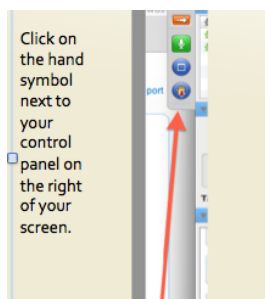 Click on
the hand
symbol
next to
your
control
panel on
the right
of your
screen.
port